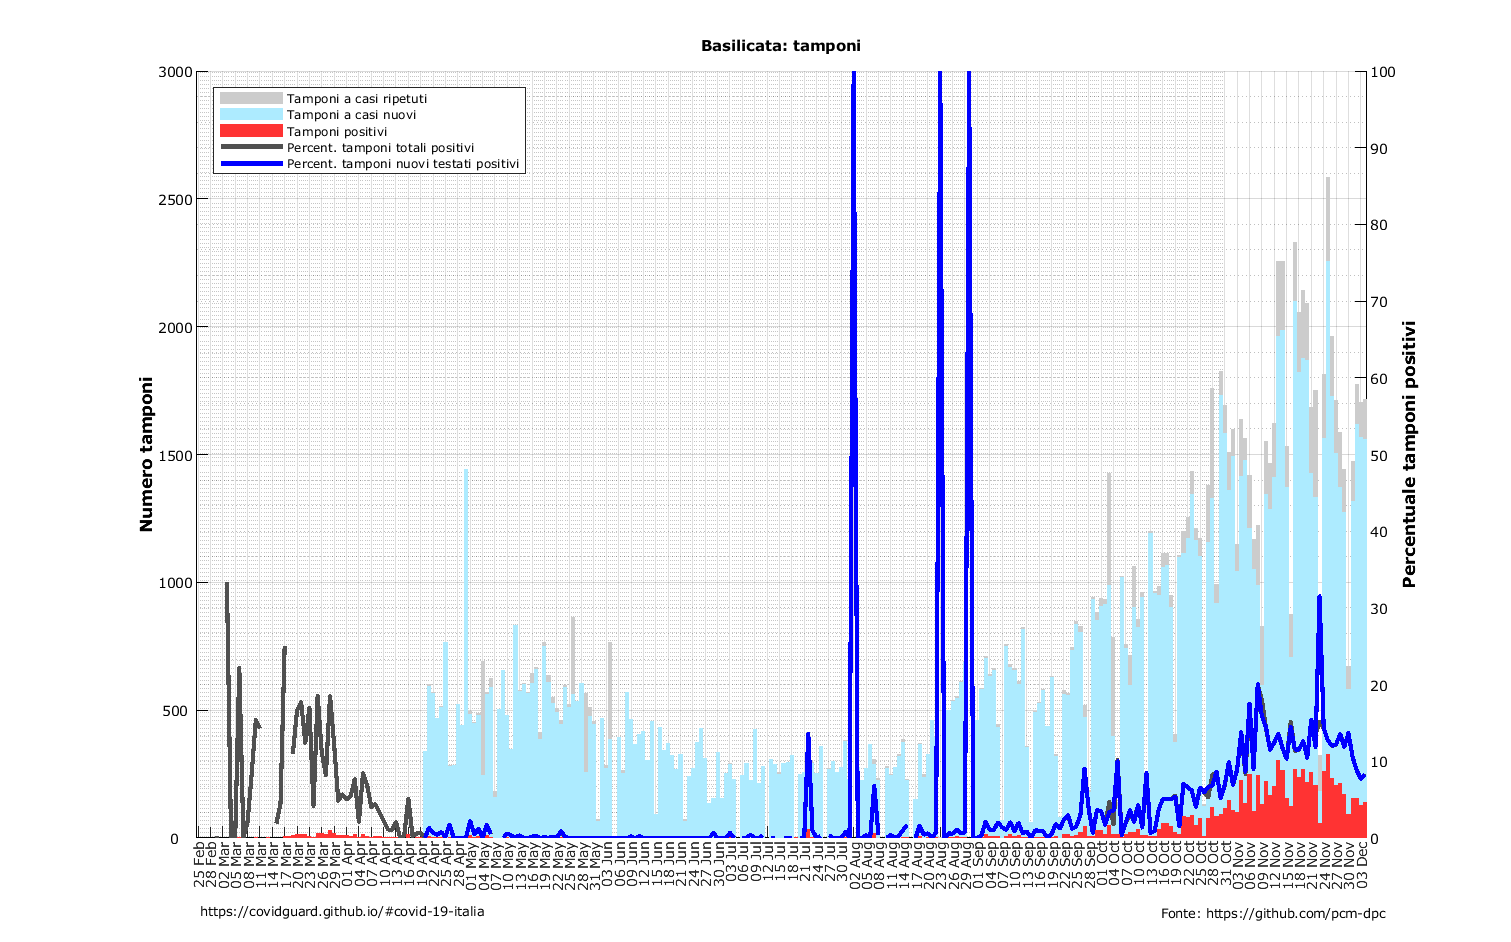 Basilicata: tamponi
Tamponi a casi ripetuti
Tamponi a casi nuovi
Tamponi positivi
Percent. tamponi totali positivi
Percent. tamponi nuovi testati positivi
Numero tamponi
3000
2500
2000
1500
1000
500
0
Percentuale tamponi positivi
100
90
80
70
60
50
40
30
20
10
0
25 Feb
28 Feb
02 Mar
05 Mar
08 Mar
11 Mar
14 Mar
17 Mar
20 Mar
23 Mar
26 Mar
29 Mar
01 Apr
04 Apr
07 Apr
10 Apr
13 Apr
16 Apr
19 Apr
22 Apr
25 Apr
28 Apr
01 May
04 May
07 May
10 May
13 May
16 May
19 May
22 May
25 May
28 May
31 May
03 Jun
06 Jun
09 Jun
12 Jun
15 Jun
18 Jun
21 Jun
24 Jun
27 Jun
30 Jun
03 Jul
06 Jul
09 Jul
12 Jul
15 Jul
18 Jul
21 Jul
24 Jul
27 Jul
30 Jul
02 Aug
05 Aug
08 Aug
11 Aug
14 Aug
17 Aug
20 Aug
23 Aug
26 Aug
29 Aug
01 Sep
04 Sep
07 Sep
10 Sep
13 Sep
16 Sep
19 Sep
22 Sep
25 Sep
28 Sep
01 Oct
04 Oct
07 Oct
10 Oct
13 Oct
16 Oct
19 Oct
22 Oct
25 Oct
28 Oct
31 Oct
03 Nov
06 Nov
09 Nov
12 Nov
15 Nov
18 Nov
21 Nov
24 Nov
27 Nov
30 Nov
03 Dec
https://covidguard.github.io/#covid-19-italia
Fonte: https://github.com/pcm-dpc